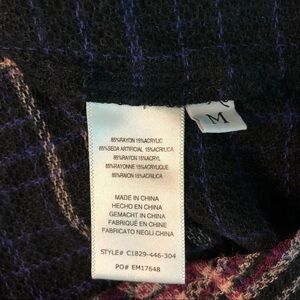 M
85%RAYON 15%ACRYLIC
85%SEDA ARTIFICIAL 15%ACRILICA
85%RAYON 15%ACRYL
85%RAYONNE 15%ACRYLIQUE
85%RAION 15%ACRILICA
MADE IN CHINA
HECHO EN CHINA
GEMACHT IN CHINA
FABRIQUÉ EN CHINE
FABRICATO NEGLI CHINA
STYLE# C1829-446-304
PO# EM17648